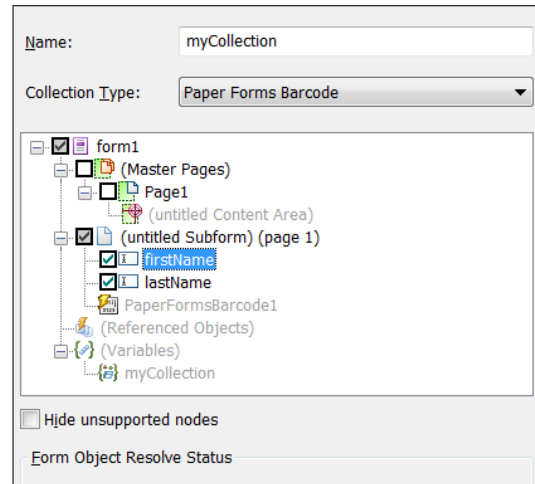 Name: myCollection
Collection Type: Paper Forms Barcode
form1
(Master Pages)
Page1
(untitled Content Area)
(untitled Subform) (page 1)
firstName
lastName
PaperFormsBarcode1
(Referenced Objects)
(Variables)
myCollection
Hide unsupported nodes
Form Object Resolve Status